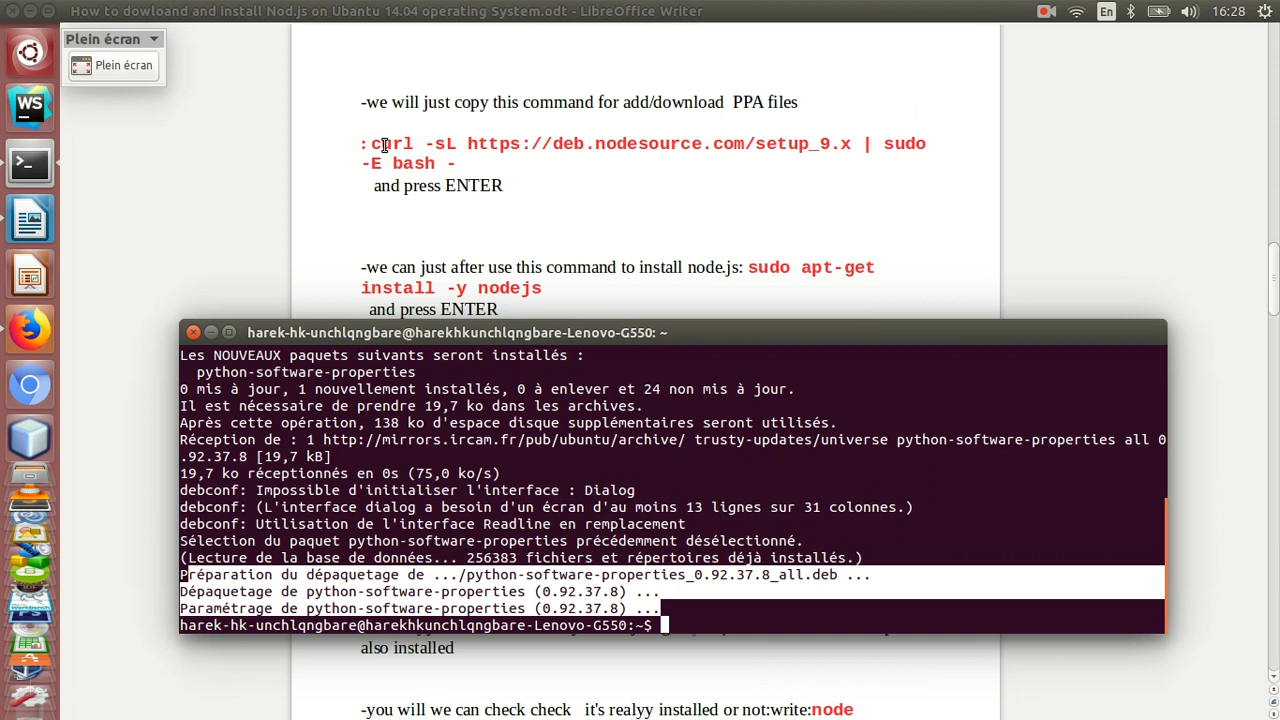 How to dowloand and install Nod.js on Ubantu 14.04 operating System.odt - LibreOffice Writer
En
16:28
Plein écran
Plein écran
WS
-we will just copy this command for add/download PPA files
:curl -sL https://deb.nodesource.com/setup_9.x | sudo
-E bash -
and press ENTER
-we can just after use this command to install node.js: sudo apt-get
install -y nodejs
and press ENTER
harek-hk-unchlqngbare@harekhkunchlqngbare-Lenovo-G550: ~
Les NOUVEAUX paquets suivants seront installés :
python-software-properties
0 mis à jour, 1 nouvellement installés, 0 à enlever et 24 non mis à jour.
Il est nécessaire de prendre 19,7 ko dans les archives.
Après cette opération, 138 ko d'espace disque supplémentaires seront utilisés.
Réception de : 1 http://mirrors.ircam.fr/pub/ubuntu/archive/ trusty-updates/universe python-software-properties all 0
.92.37.8 [19,7 kB]
19,7 ko réceptionnés en 0s (75,0 ko/s)
debconf: Impossible d'initialiser l'interface : Dialog
debconf: (L'interface dialog a besoin d'un écran d'au moins 13 lignes sur 31 colonnes.)
debconf: Utilisation de l'interface Readline en remplacement
Sélection du paquet python-software-properties précédemment désélectionné.
(Lecture de la base de données... 256383 fichiers et répertoires déjà installés.)
Préparation du dépaquetage de .../python-software-properties_0.92.37.8_all.deb ...
Dépaquetage de python-software-properties (0.92.37.8) ...
Paramétrage de python-software-properties (0.92.37.8) ...
harek-hk-unchlqngbare@harekhkunchlqngbare-Lenovo-G550:~$
also installed
-you will we can check check it's realyy installed or not:write:node